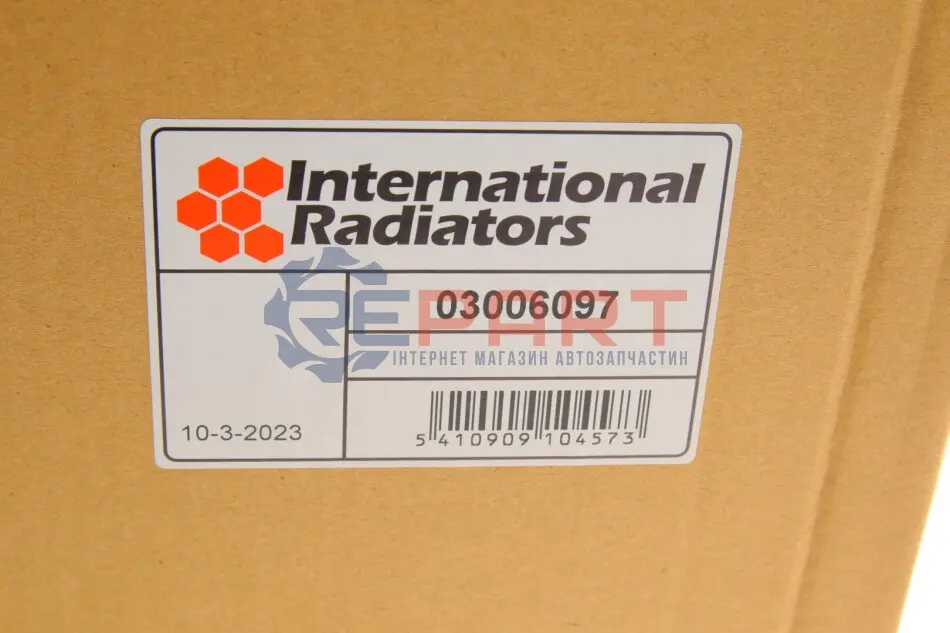 International
Radiators
03006097
REPART
ІНТЕРНЕТ МАГАЗИН АВТОЗАПЧАСТИН
10-3-2023
5 410909 104573